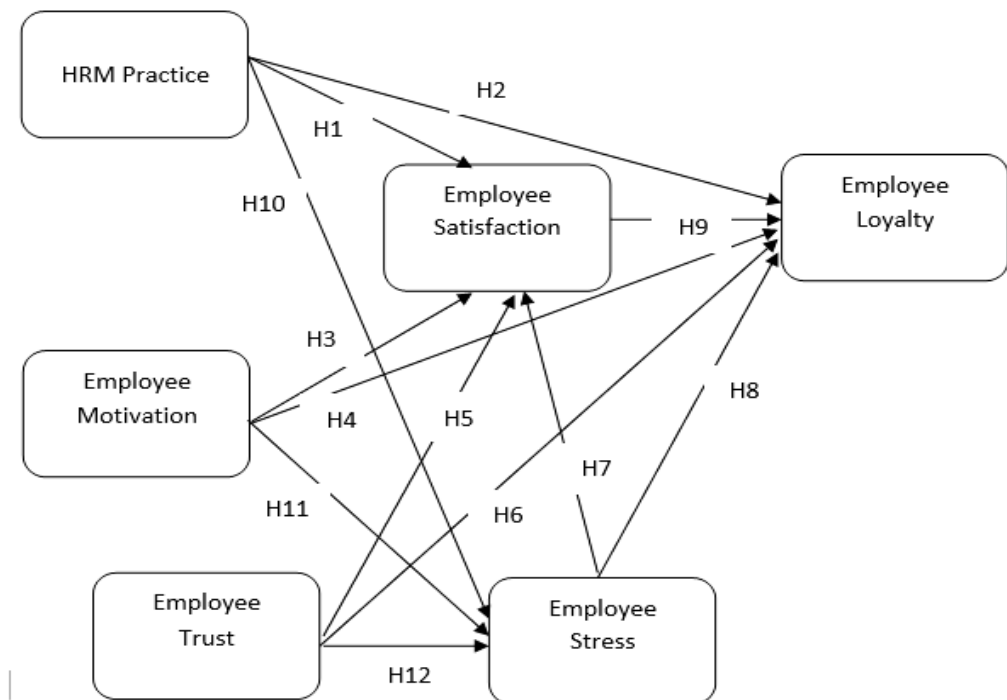 HRM Practice
H2
H1
Employee
Satisfaction
Employee
Loyalty
H10
H9
H3
Employee
Motivation
H4
H5
H8
H7
H11
H6
Employee
Trust
Employee
Stress
H12